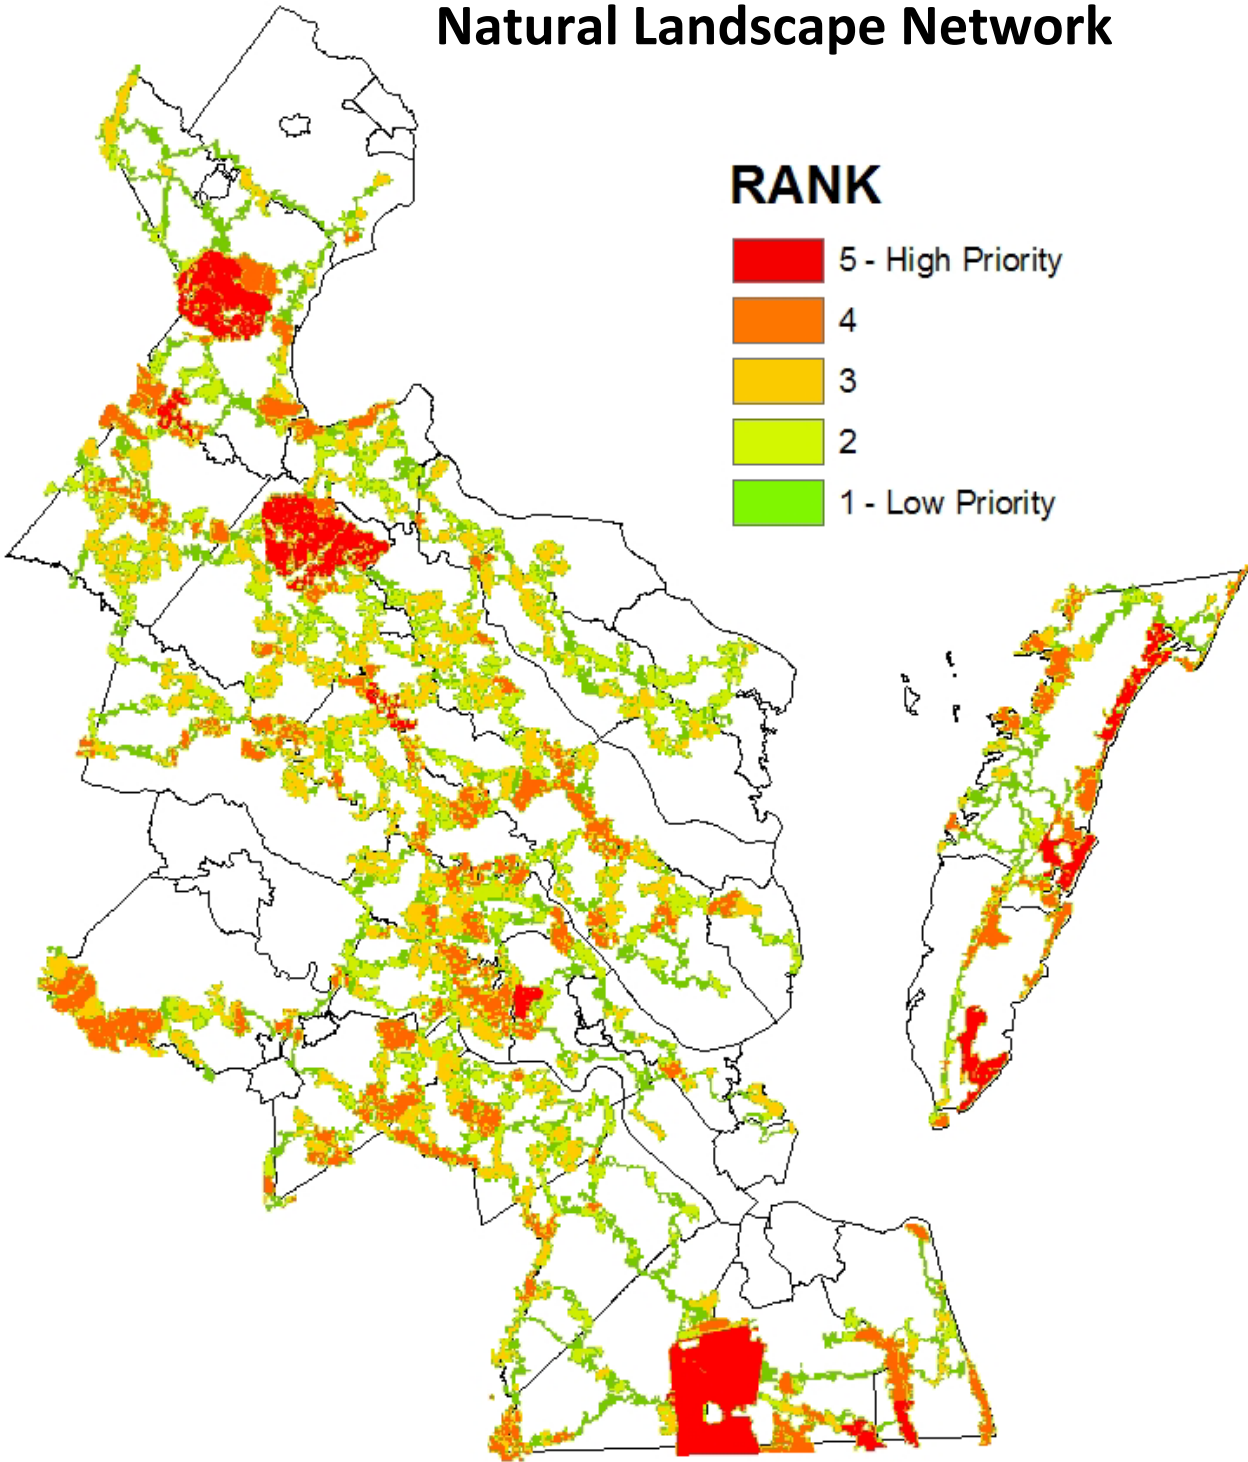 Natural Landscape Network
RANK
5 - High Priority
4
3
2
1 - Low Priority